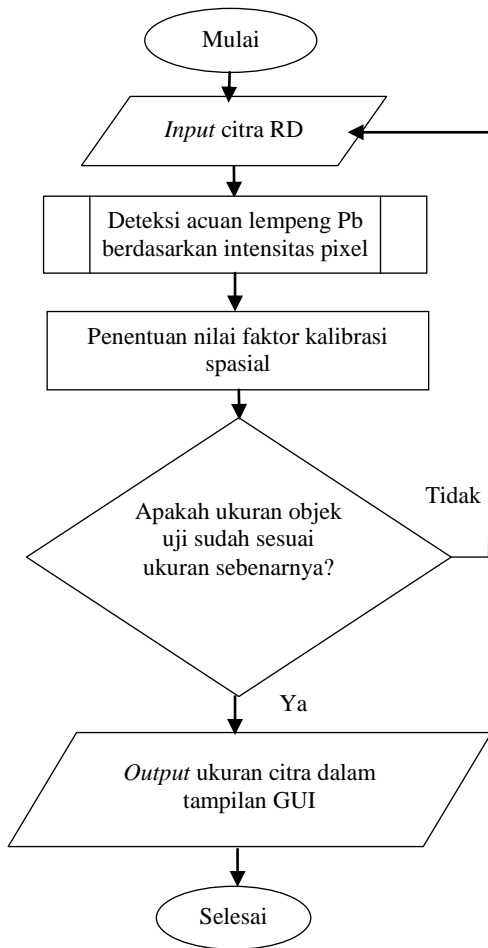 Mulai
Input citra RD
Deteksi acuan lempeng Pb
berdasarkan intensitas pixel
Penentuan nilai faktor kalibrasi
spasial
Apakah ukuran objek
uji sudah sesuai
ukuran sebenarnya?
Tidak
Ya
Output ukuran citra dalam
tampilan GUI
Selesai